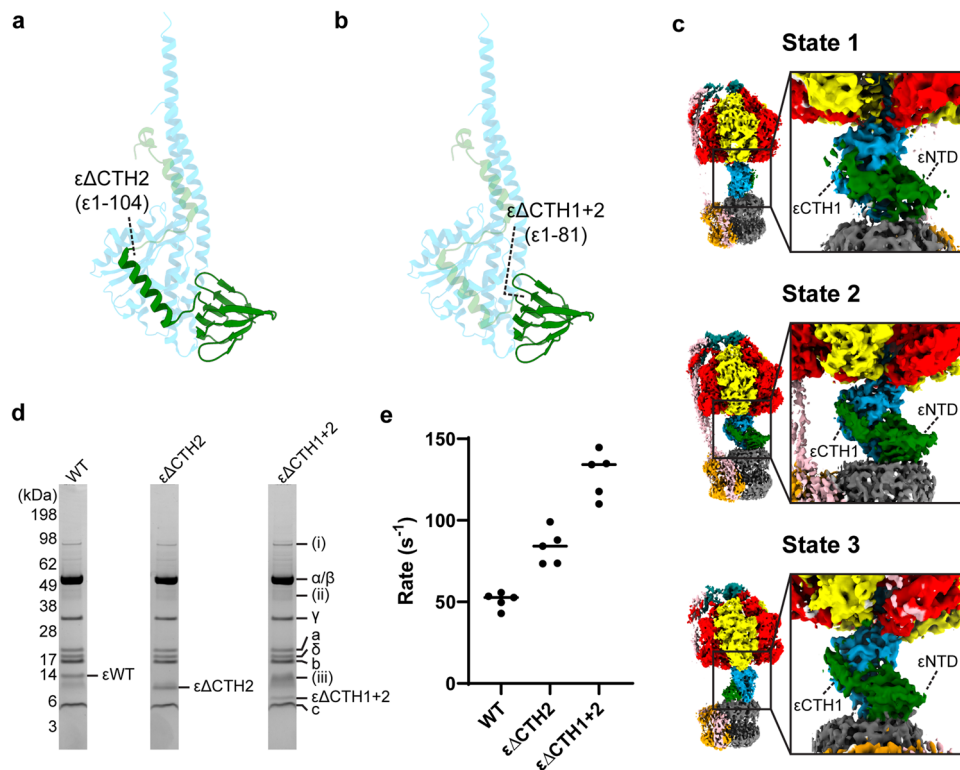 a
εΔCTH2
(ε1-104)
b
εΔCTH1+2
(ε1-81)
c
State 1
εNTD
εCTH1
State 2
εNTD
εCTH1
State 3
εNTD
εCTH1
d
WT
εΔCTH2
εΔCTH1+2
(kDa)
198
98
62
49
38
28
17
14
6
3
εWT
εΔCTH2
(i)
α/β
(ii)
γ
a
δ
b
(iii)
εΔCTH1+2
c
e
Rate (s⁻¹)
150
100
50
0
WT
εΔCTH2
εΔCTH1+2